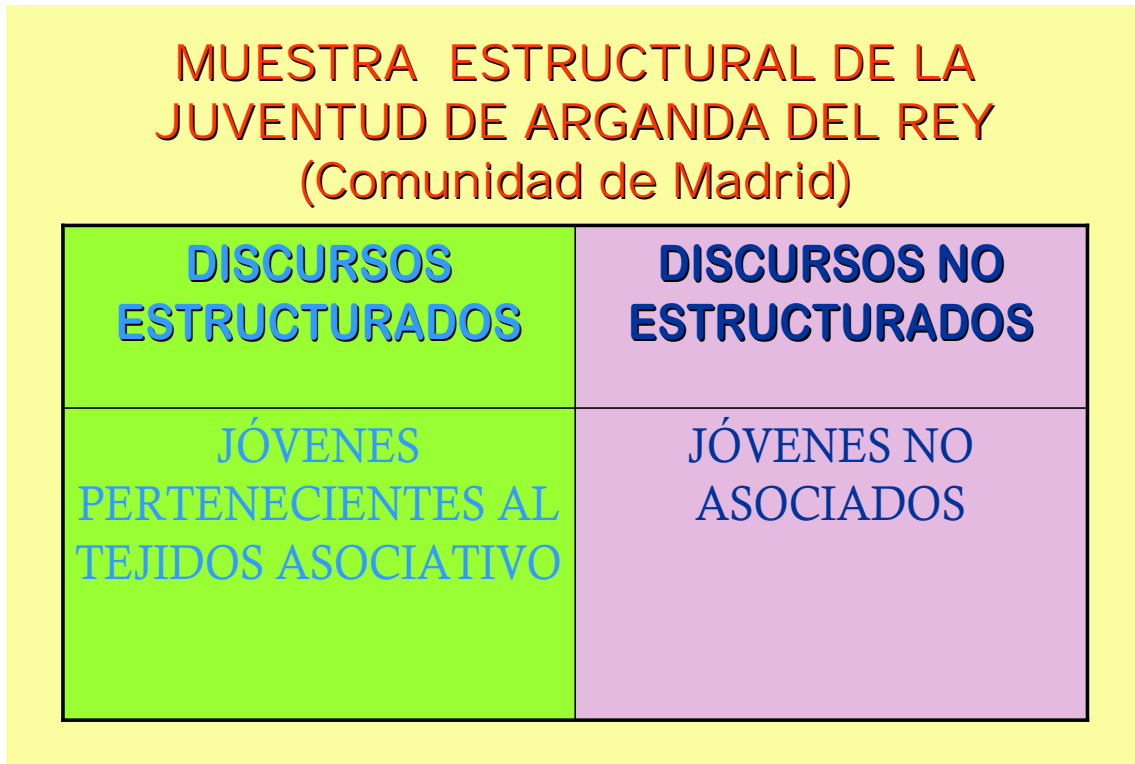 MUESTRA ESTRUCTURAL DE LA
JUVENTUD DE ARGANDA DEL REY
(Comunidad de Madrid)
DISCURSOS
ESTRUCTURADOS
DISCURSOS NO
ESTRUCTURADOS
JÓVENES
PERTENECIENTES AL
TEJIDOS ASOCIATIVO
JÓVENES NO
ASOCIADOS